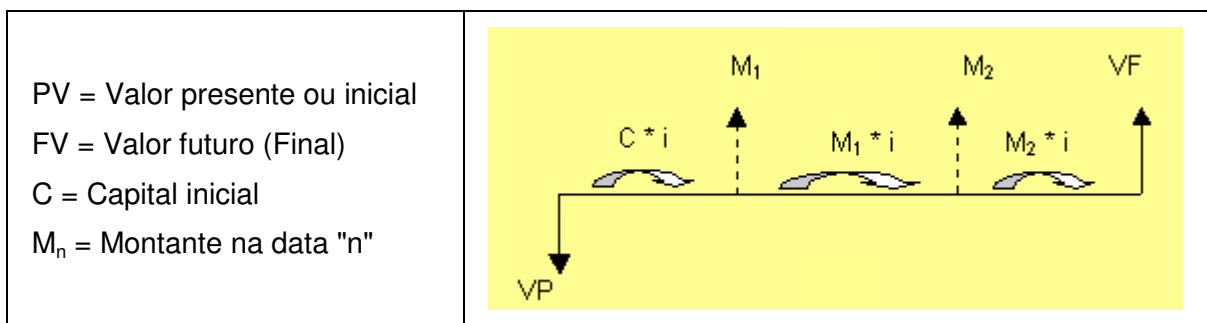 PV = Valor presente ou inicial
FV = Valor futuro (Final)
C = Capital inicial
Mn = Montante na data "n"
M1 M2 VF
C * i M1 * i M2 * i
VP